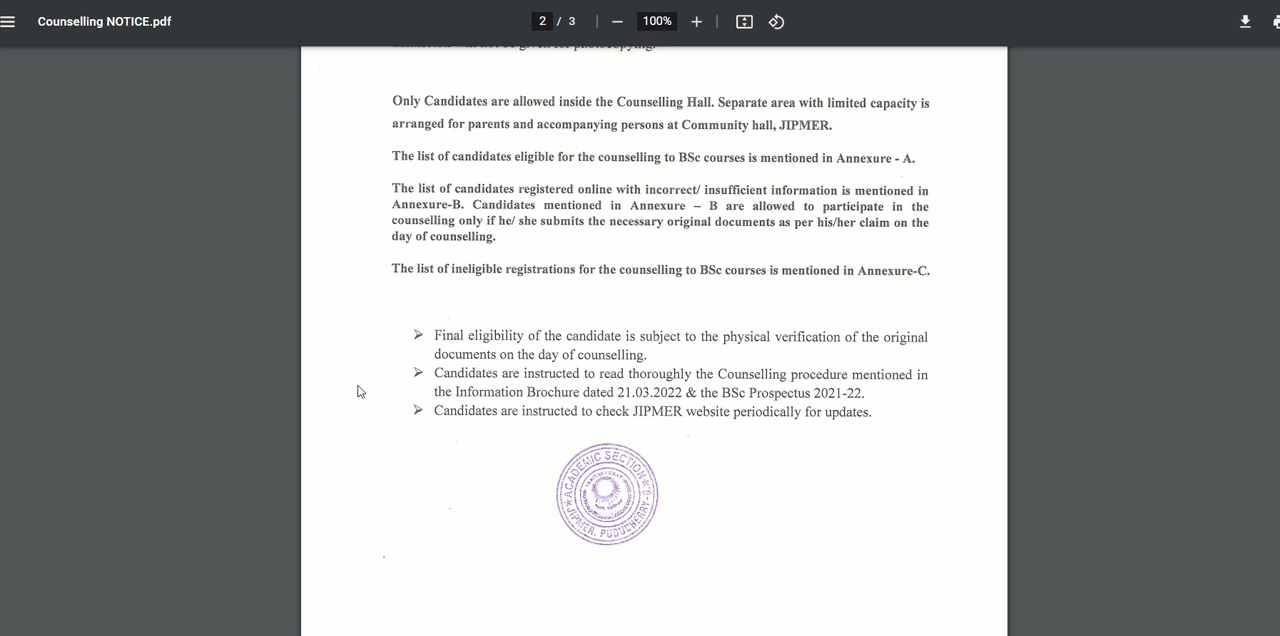 Counselling NOTICE.pdf
2 / 3
100%
Only Candidates are allowed inside the Counselling Hall. Separate area with limited capacity is
arranged for parents and accompanying persons at Community hall, JIPMER.
The list of candidates eligible for the counselling to BSc courses is mentioned in Annexure - A.
The list of candidates registered online with incorrect/ insufficient information is mentioned in
Annexure-B. Candidates mentioned in Annexure – B are allowed to participate in the
counselling only if he/ she submits the necessary original documents as per his/her claim on the
day of counselling.
The list of ineligible registrations for the counselling to BSc courses is mentioned in Annexure-C.
➢ Final eligibility of the candidate is subject to the physical verification of the original
documents on the day of counselling.
➢ Candidates are instructed to read thoroughly the Counselling procedure mentioned in
the Information Brochure dated 21.03.2022 & the BSc Prospectus 2021-22.
➢ Candidates are instructed to check JIPMER website periodically for updates.
ACADEMIC SECTION
JIPMER, PUDUCHERRY